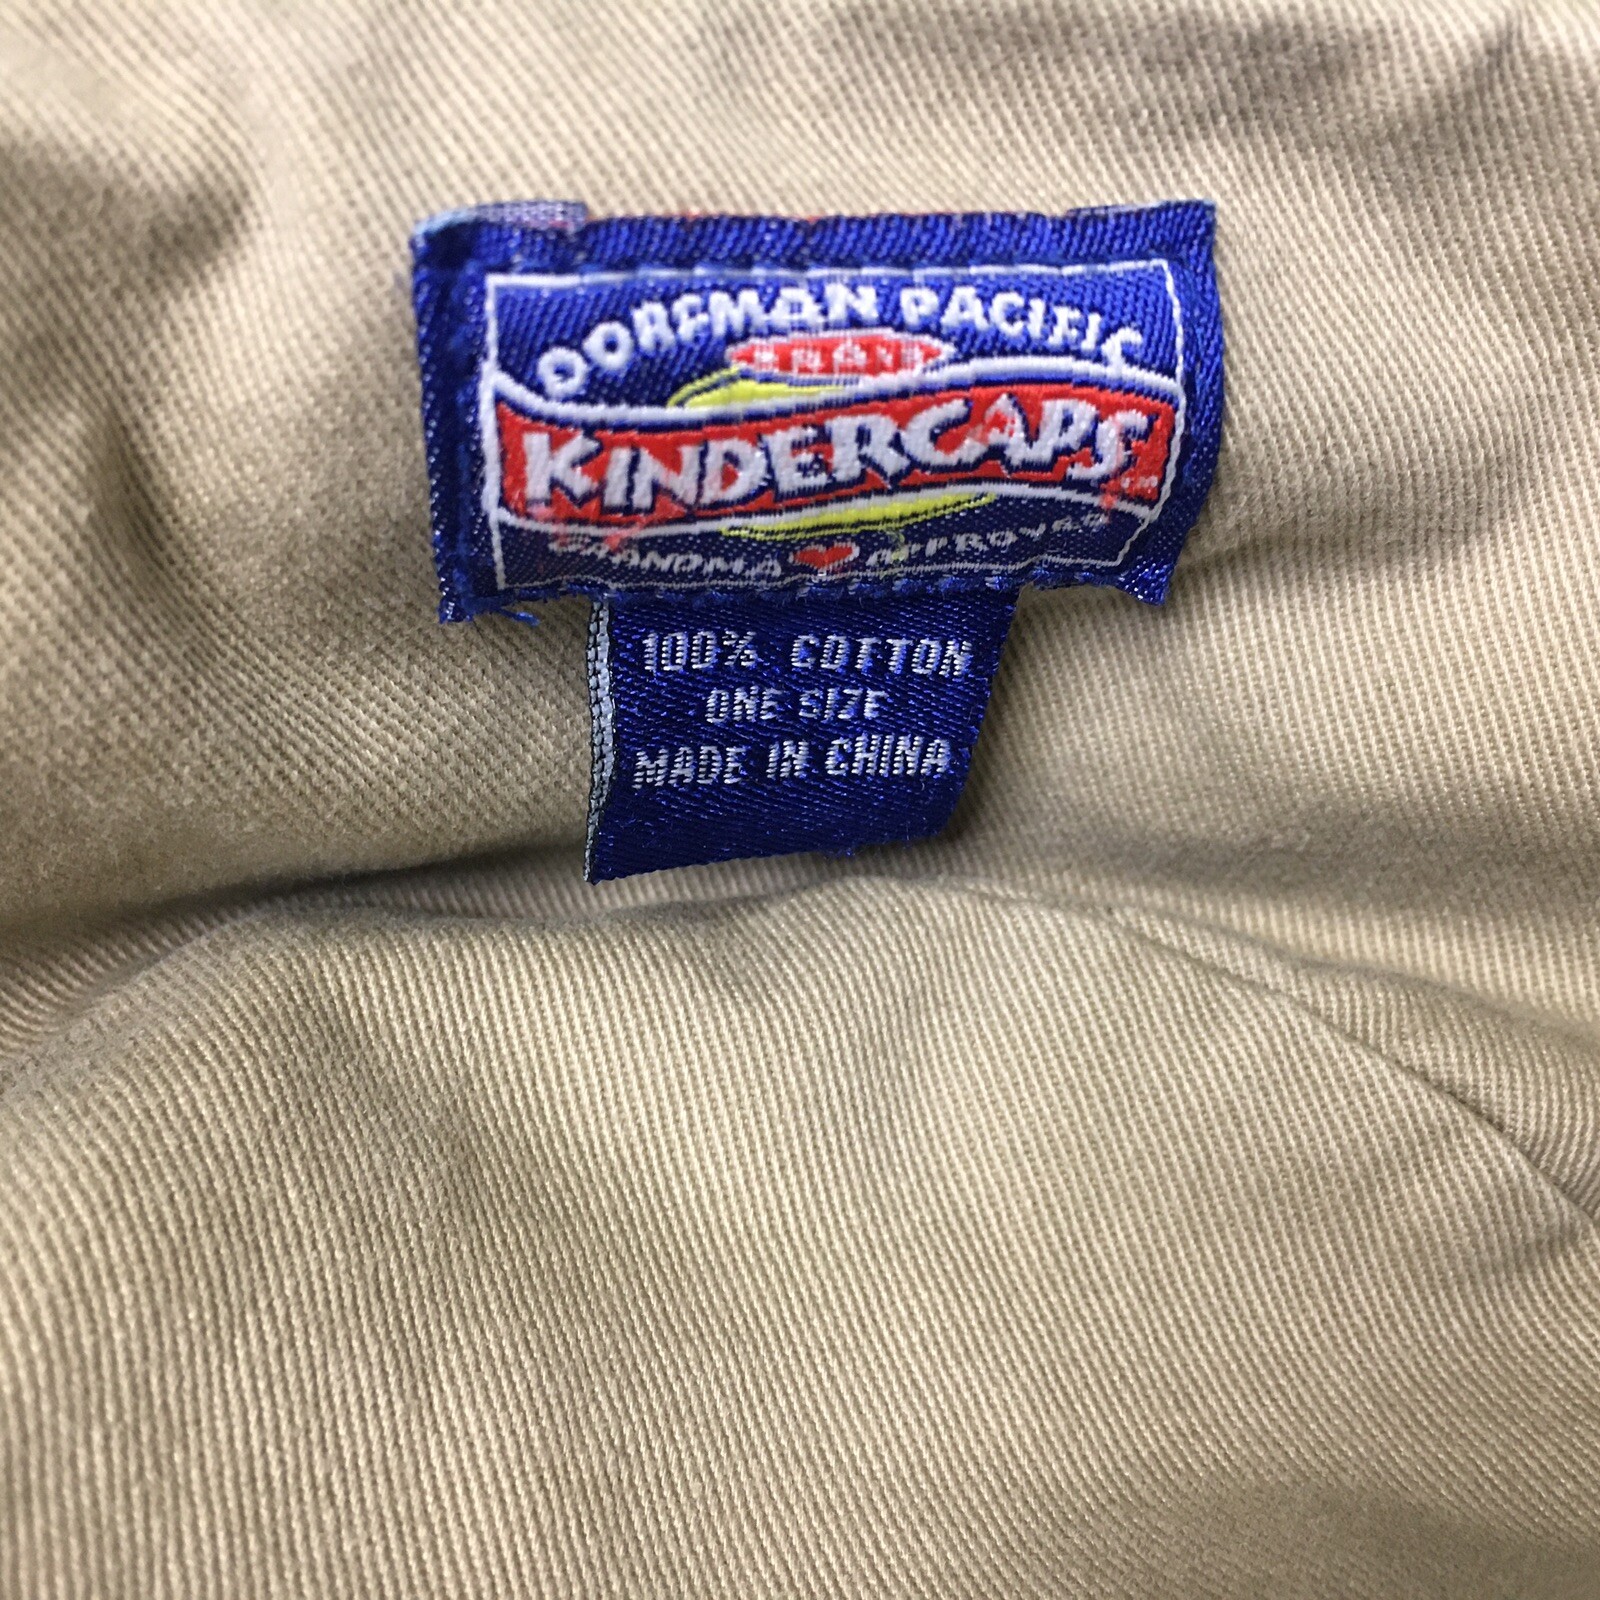 DORFMAN PACIFIC
KINDERCAPS
GRANDMA APPROVED
100% COTTON
ONE SIZE
MADE IN CHINA